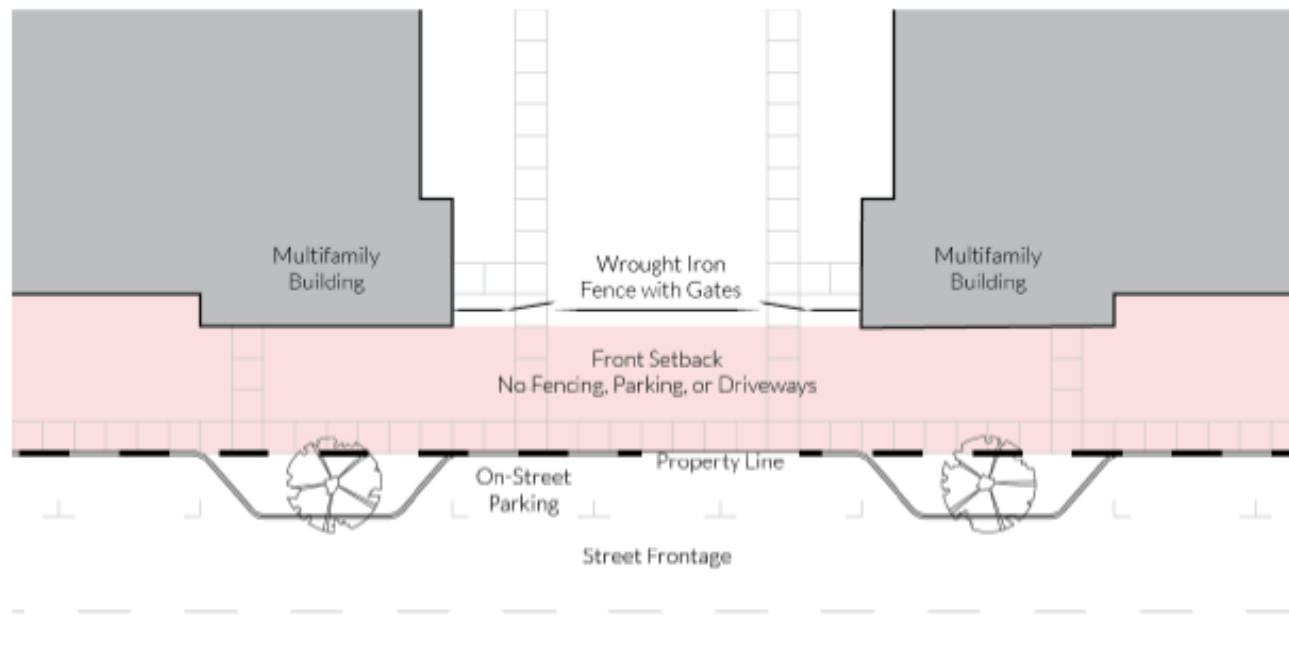 Multifamily
Building
Wrought Iron
Fence with Gates
Multifamily
Building
Front Setback
No Fencing, Parking, or Driveways
Property Line
On-Street
Parking
Street Frontage